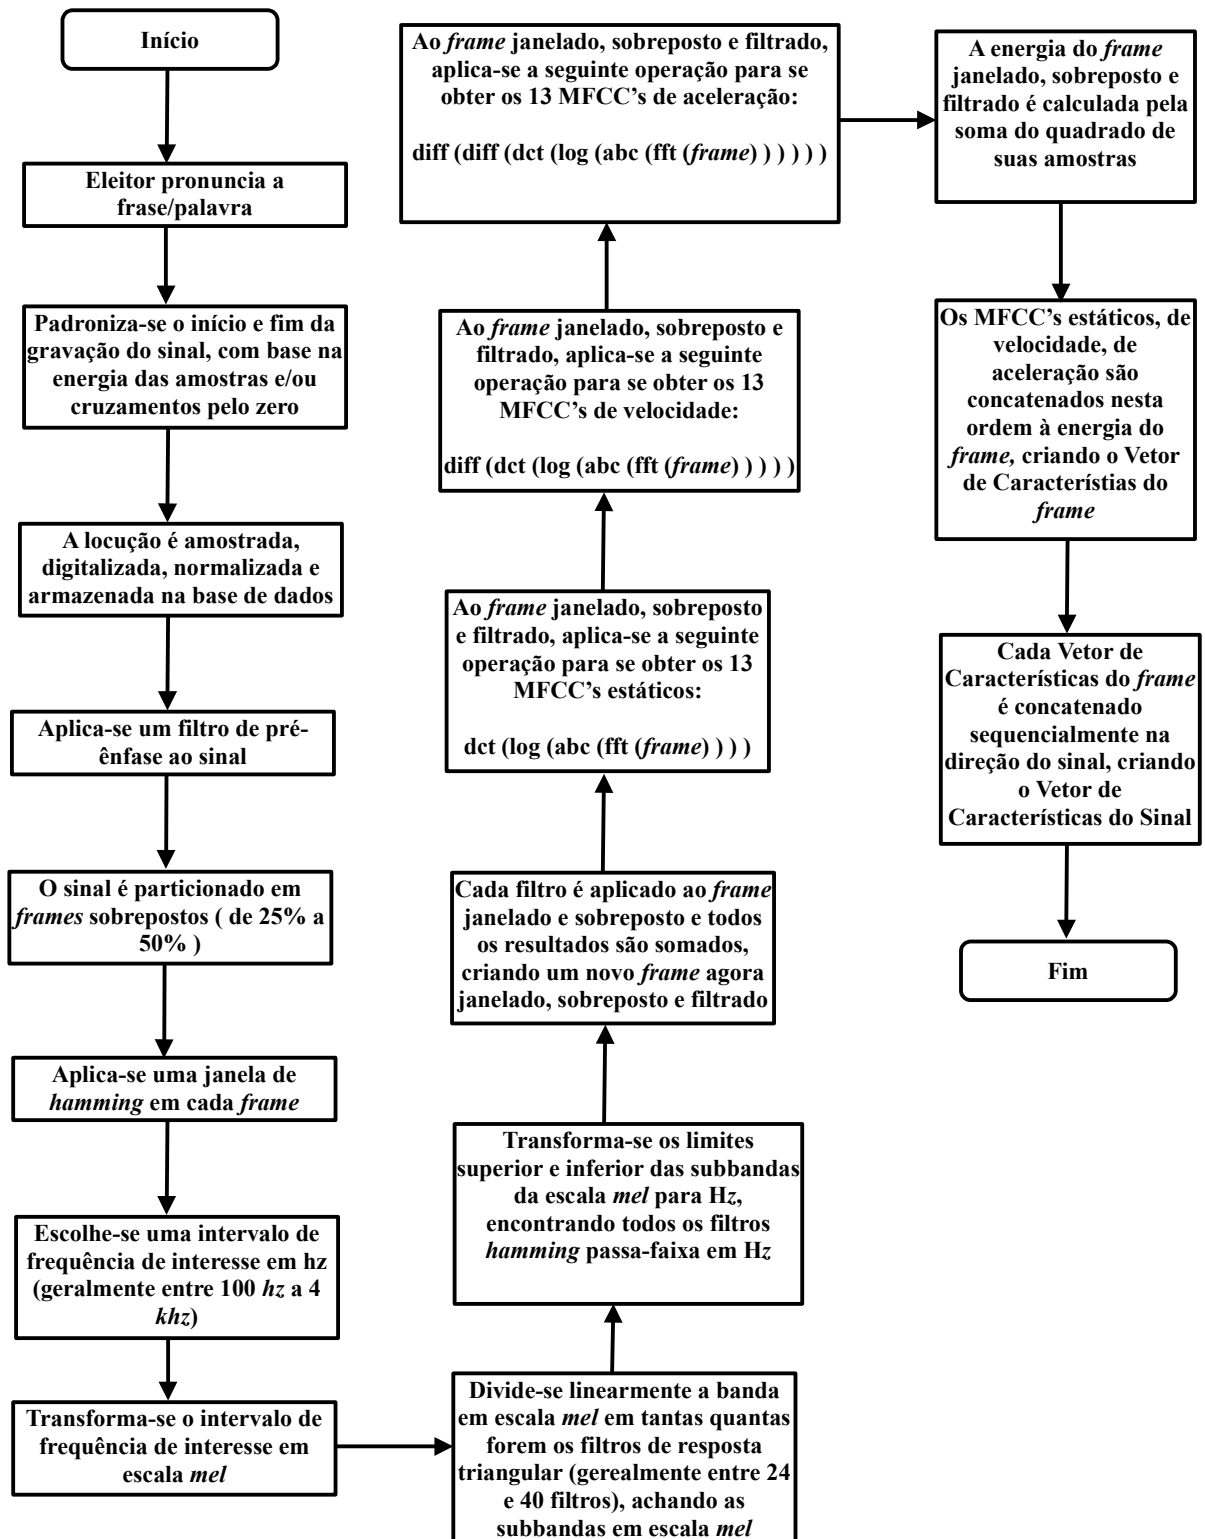 Início
Eleitor pronuncia a
frase/palavra
Padroniza-se o início e fim da
gravação do sinal, com base na
energia das amostras e/ou
cruzamentos pelo zero
A locução é amostrada,
digitalizada, normalizada e
armazenada na base de dados
Aplica-se um filtro de pré-
ênfase ao sinal
O sinal é particionado em
frames sobrepostos ( de 25% a
50% )
Aplica-se uma janela de
hamming em cada frame
Escolhe-se uma intervalo de
frequência de interesse em hz
(geralmente entre 100 hz a 4
khz)
Transforma-se o intervalo de
frequência de interesse em
escala mel
Divide-se linearmente a banda
em escala mel em tantas quantas
forem os filtros de resposta
triangular (gerealmente entre 24
e 40 filtros), achando as
subbandas em escala mel
Transforma-se os limites
superior e inferior das subbandas
da escala mel para Hz,
encontrando todos os filtros
hamming passa-faixa em Hz
Cada filtro é aplicado ao frame
janelado e sobreposto e todos
os resultados são somados,
criando um novo frame agora
janelado, sobreposto e filtrado
Ao frame janelado, sobreposto
e filtrado, aplica-se a seguinte
operação para se obter os 13
MFCC's estáticos:
dct (log (abc (fft (frame) ) ) )
Ao frame janelado, sobreposto e
filtrado, aplica-se a seguinte
operação para se obter os 13
MFCC's de velocidade:
diff (dct (log (abc (fft (frame) ) ) ) )
Ao frame janelado, sobreposto e filtrado,
aplica-se a seguinte operação para se
obter os 13 MFCC's de aceleração:
diff (diff (dct (log (abc (fft (frame) ) ) ) ) )
A energia do frame
janelado, sobreposto e
filtrado é calculada pela
soma do quadrado de
suas amostras
Os MFCC's estáticos, de
velocidade, de
aceleração são
concatenados nesta
ordem à energia do
frame, criando o Vetor
de Característias do
frame
Cada Vetor de
Características do frame
é concatenado
sequencialmente na
direção do sinal, criando
o Vetor de
Características do Sinal
Fim